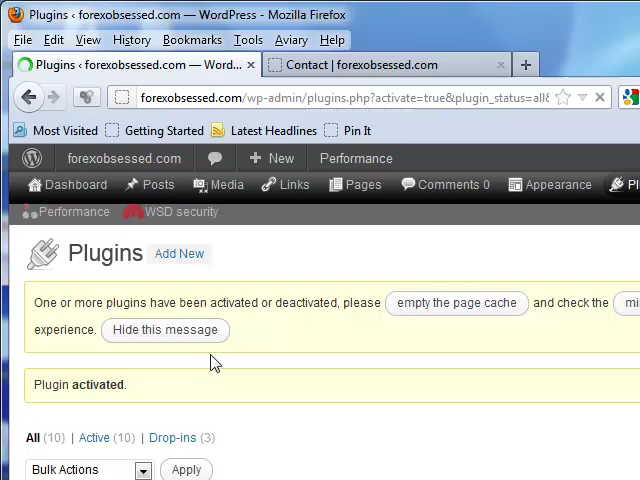 Plugins ‹ forexobsessed.com — WordPress - Mozilla Firefox
File Edit View History Bookmarks Tools Aviary Help
Plugins ‹ forexobsessed.com — Wor... × Contact | forexobsessed.com × +
forexobsessed.com/wp-admin/plugins.php?activate=true&plugin_status=all&
Most Visited Getting Started Latest Headlines Pin It
forexobsessed.com + New Performance
Dashboard Posts Media Links Pages Comments 0 Appearance Pl
Performance WSD security
Plugins Add New
One or more plugins have been activated or deactivated, please empty the page cache and check the mi
experience. Hide this message
Plugin activated.
All (10) | Active (10) | Drop-ins (3)
Bulk Actions Apply